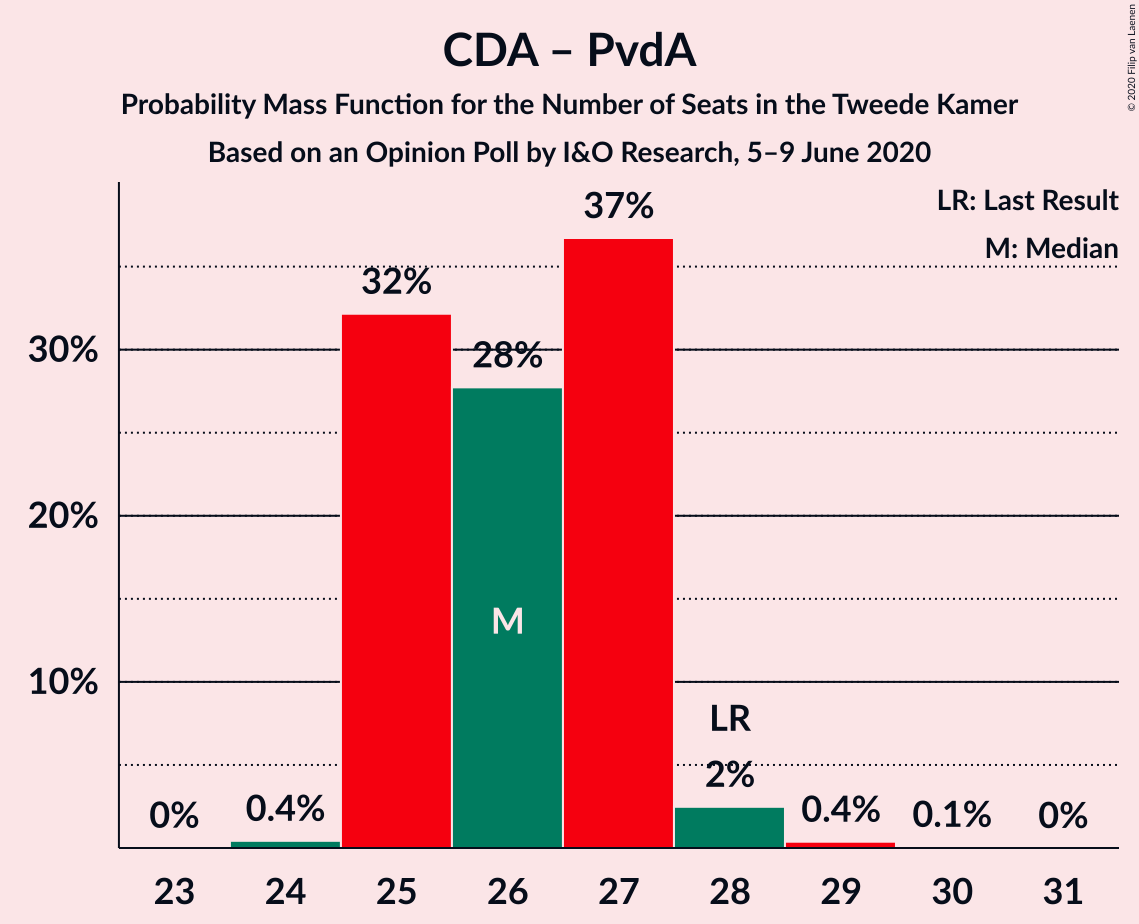 CDA – PvdA
Probability Mass Function for the Number of Seats in the Tweede Kamer
Based on an Opinion Poll by I&O Research, 5–9 June 2020
© 2020 Filip van Laenen
LR: Last Result
M: Median
37%
32%
28%
30%
20%
10%
M
LR
2%
0%
0.4%
0.4%
0.1%
0%
23 24 25 26 27 28 29 30 31